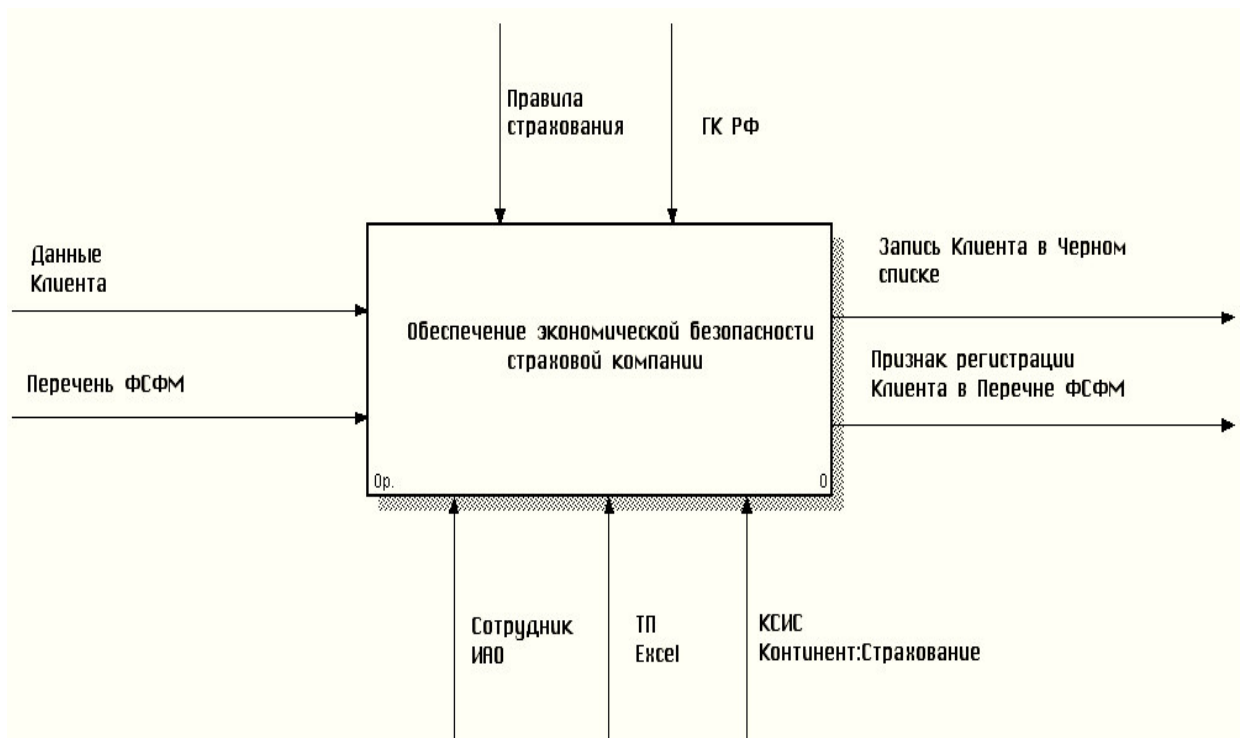 Правила
страхования
ГК РФ
Данные
Клиента
Запись Клиента в Черном
списке
Обеспечение экономической безопасности
страховой компании
Признак регистрации
Клиента в Перечне ФСФМ
Перечень ФСФМ
0р.
0
Сотрудник
ИАО
ТП
Excel
КСИС
Континент:Страхование